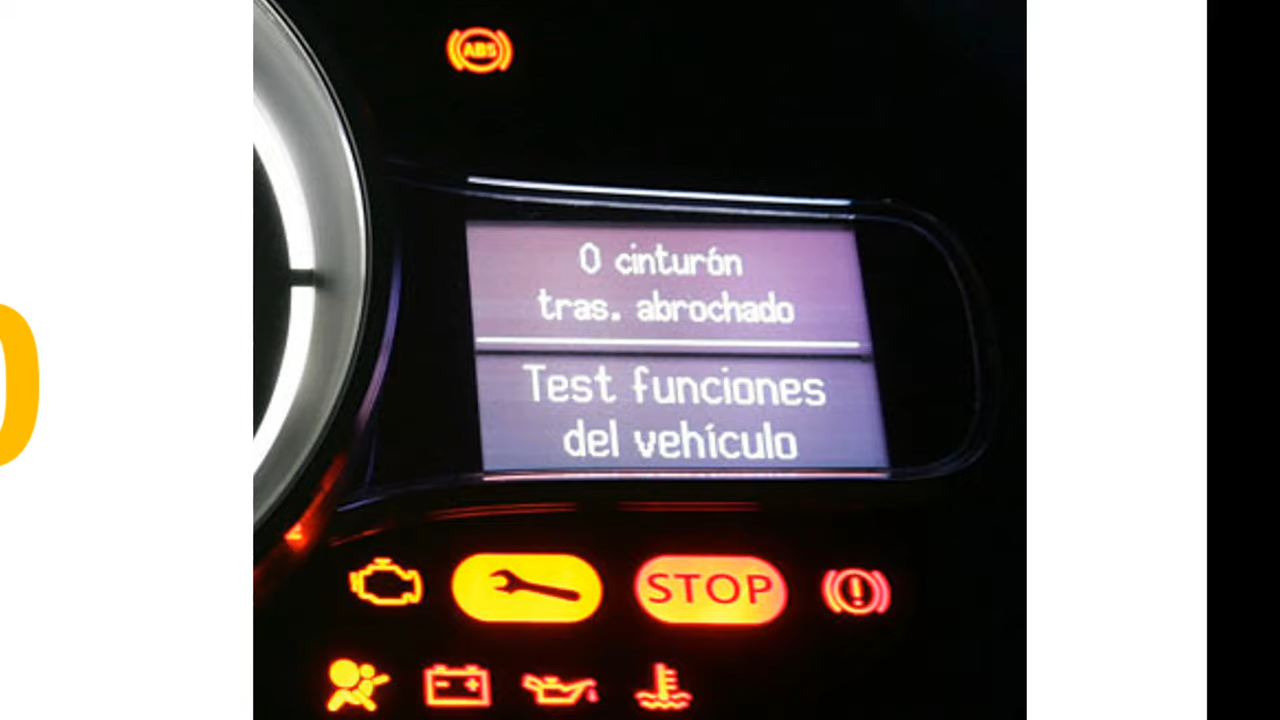 ABS
0 cinturón
tras. abrochado
Test funciones
del vehículo
STOP